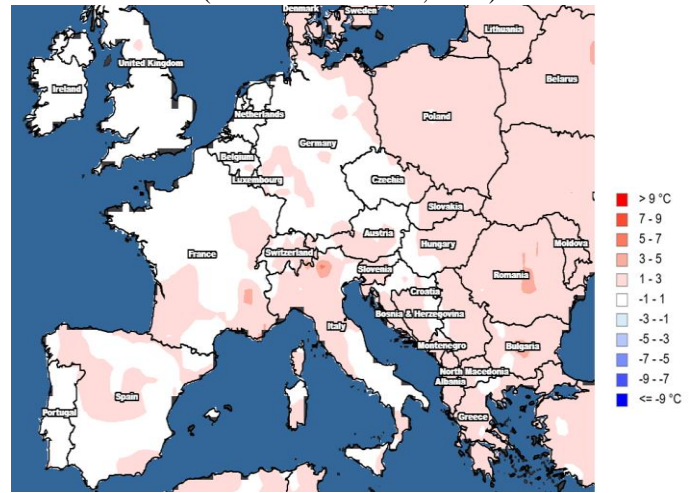 Denmark
Sweden
Lithuania
United Kingdom
Belarus
Ireland
Netherlands
Poland
Germany
Belgium
Luxembourg
Czechia
Slovakia
Austria
France
Switzerland
Hungary
Moldova
Slovenia
Romania
Croatia
Bosnia & Herzegovina
Italy
Montenegro
Bulgaria
North Macedonia
Albania
Spain
Portugal
Greece
> 9 °C
7 - 9
5 - 7
3 - 5
1 - 3
-1 - 1
-3 - -1
-5 - -3
-7 - -5
-9 - -7
<= -9 °C